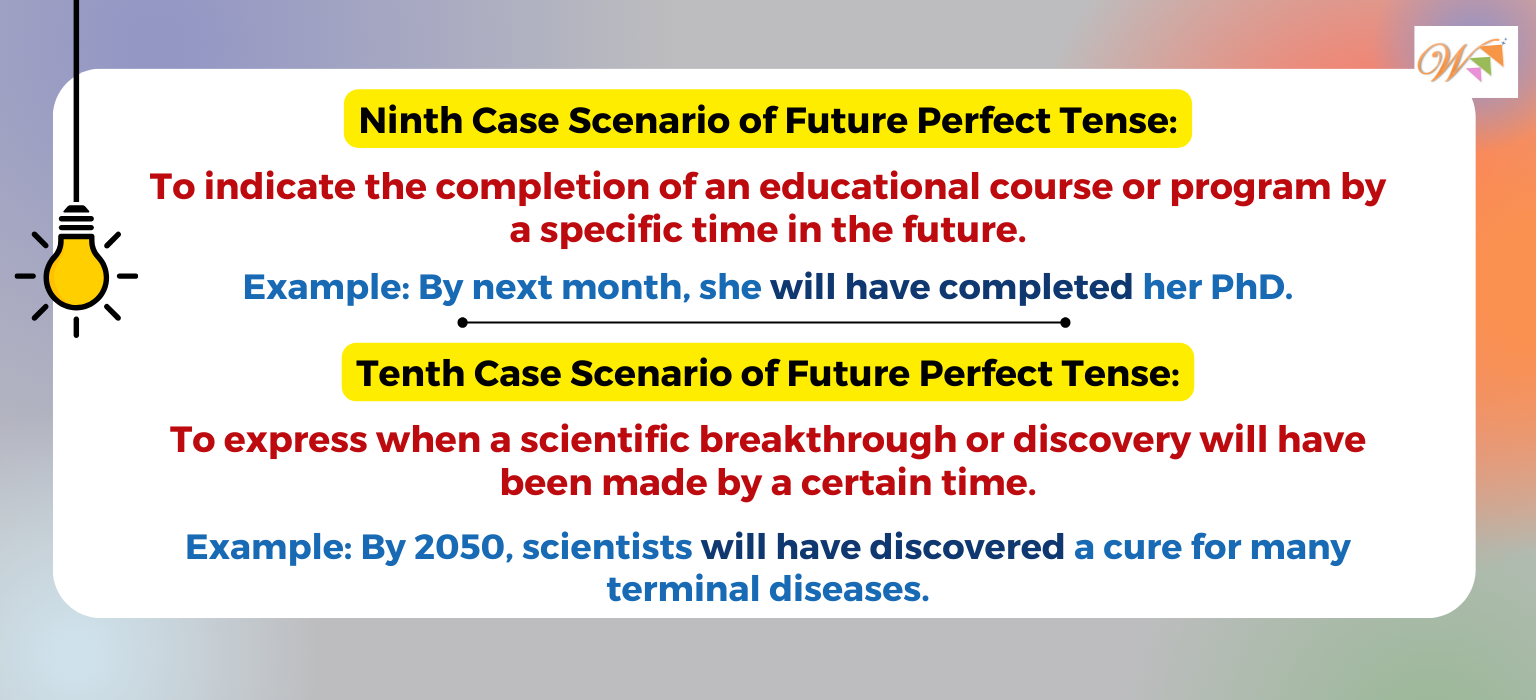 W
Ninth Case Scenario of Future Perfect Tense:
To indicate the completion of an educational course or program by
a specific time in the future.
Example: By next month, she will have completed her PhD.
Tenth Case Scenario of Future Perfect Tense:
To express when a scientific breakthrough or discovery will have
been made by a certain time.
Example: By 2050, scientists will have discovered a cure for many
terminal diseases.